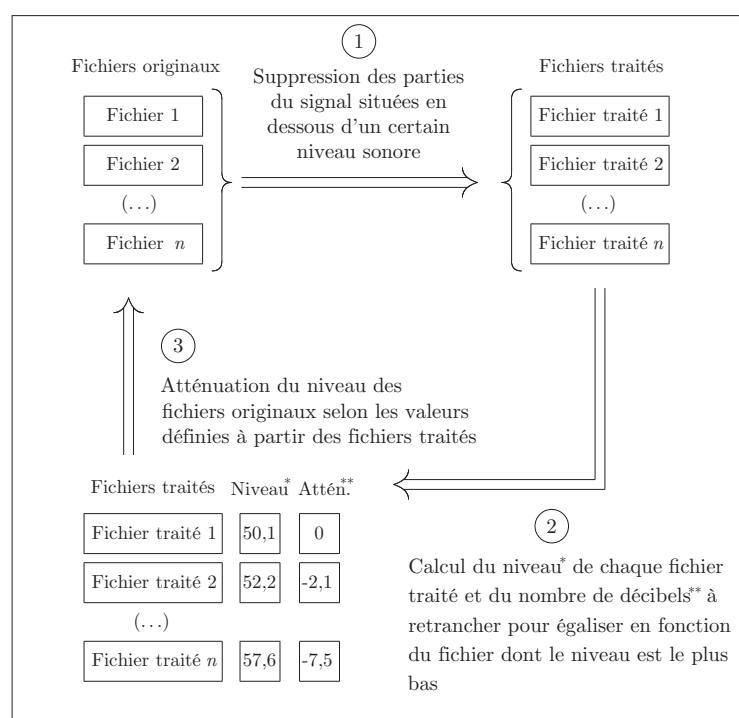 1
Fichiers originaux
Suppression des parties
du signal situées en
dessous d'un certain
niveau sonore
Fichiers traités
Fichier 1
Fichier 2
(...)
Fichier n
Fichier traité 1
Fichier traité 2
(...)
Fichier traité n
3
Atténuation du niveau des
fichiers originaux selon les valeurs
définies à partir des fichiers traités
Fichiers traités Niveau* Attén.**
Fichier traité 1 50,1 0
Fichier traité 2 52,2 -2,1
(...)
Fichier traité n 57,6 -7,5
2
Calcul du niveau* de chaque fichier
traité et du nombre de décibels** à
retrancher pour égaliser en fonction
du fichier dont le niveau est le plus
bas